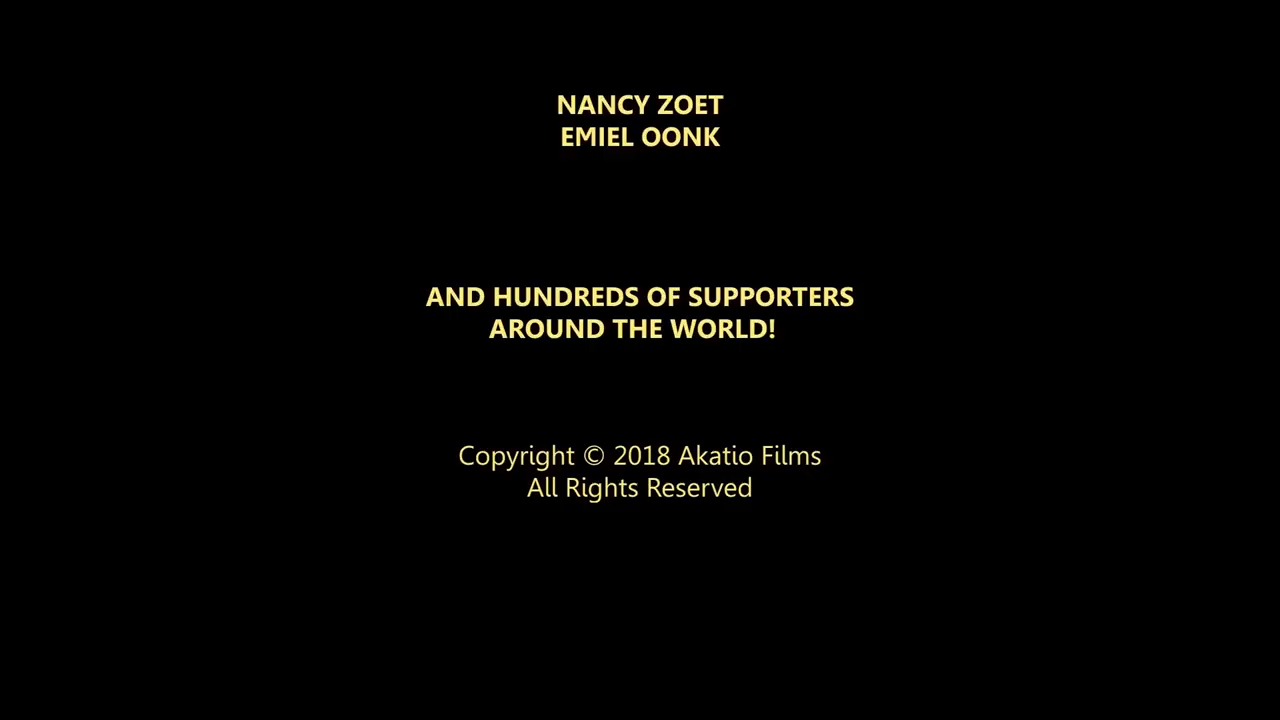 NANCY ZOET
EMIEL OONK
AND HUNDREDS OF SUPPORTERS
AROUND THE WORLD!
Copyright © 2018 Akatio Films
All Rights Reserved